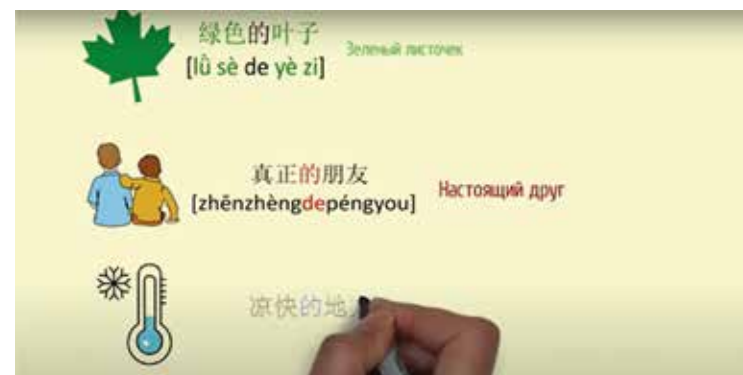 绿色的叶子
[lǜ sè de yè zi]
Зеленый листочек
真正的朋友
[zhēnzhèngdepéngyou]
Настоящий друг
凉快的地